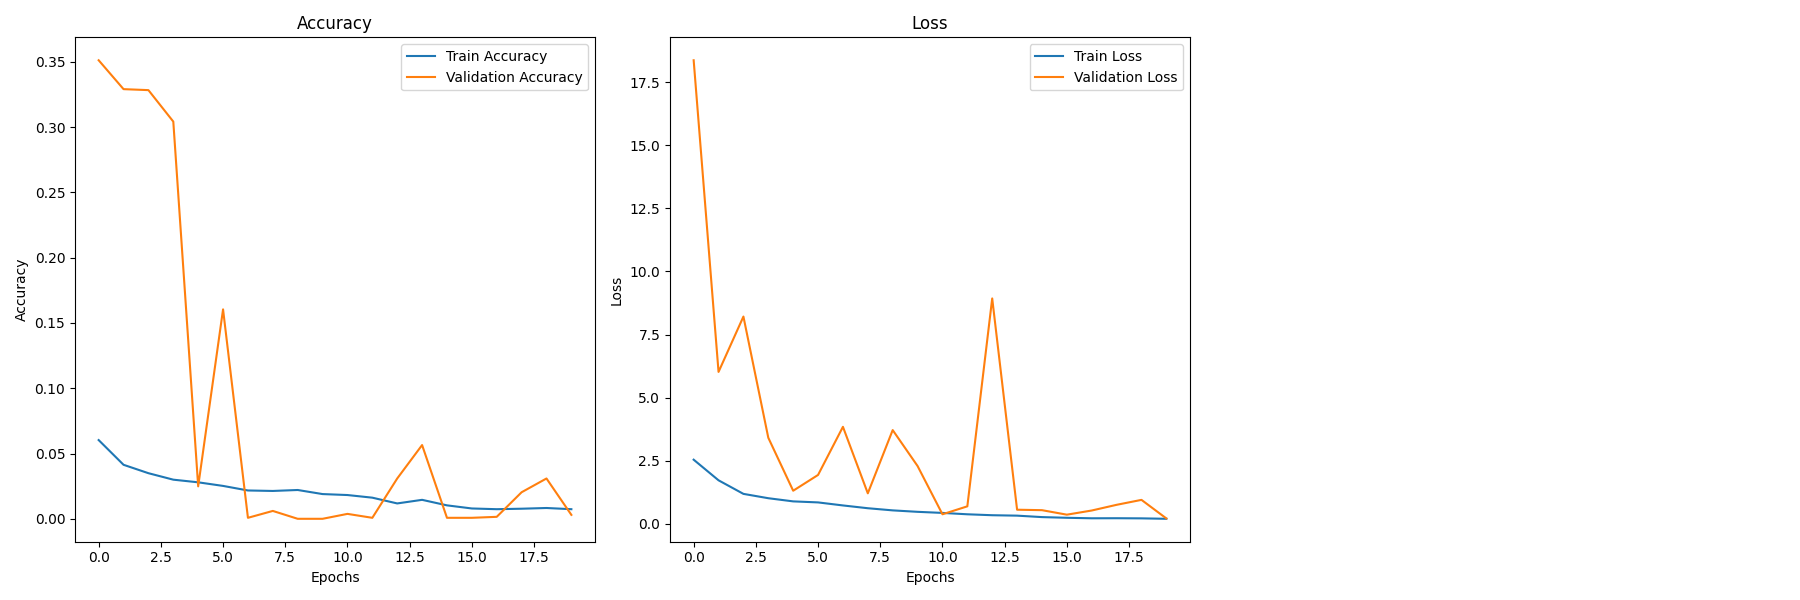 Accuracy
Train Accuracy
Validation Accuracy
0.35
0.30
0.25
0.20
0.15
0.10
0.05
0.00
Accuracy
0.0 2.5 5.0 7.5 10.0 12.5 15.0 17.5
Epochs
Loss
Train Loss
Validation Loss
17.5
15.0
12.5
10.0
7.5
5.0
2.5
0.0
Loss
0.0 2.5 5.0 7.5 10.0 12.5 15.0 17.5
Epochs